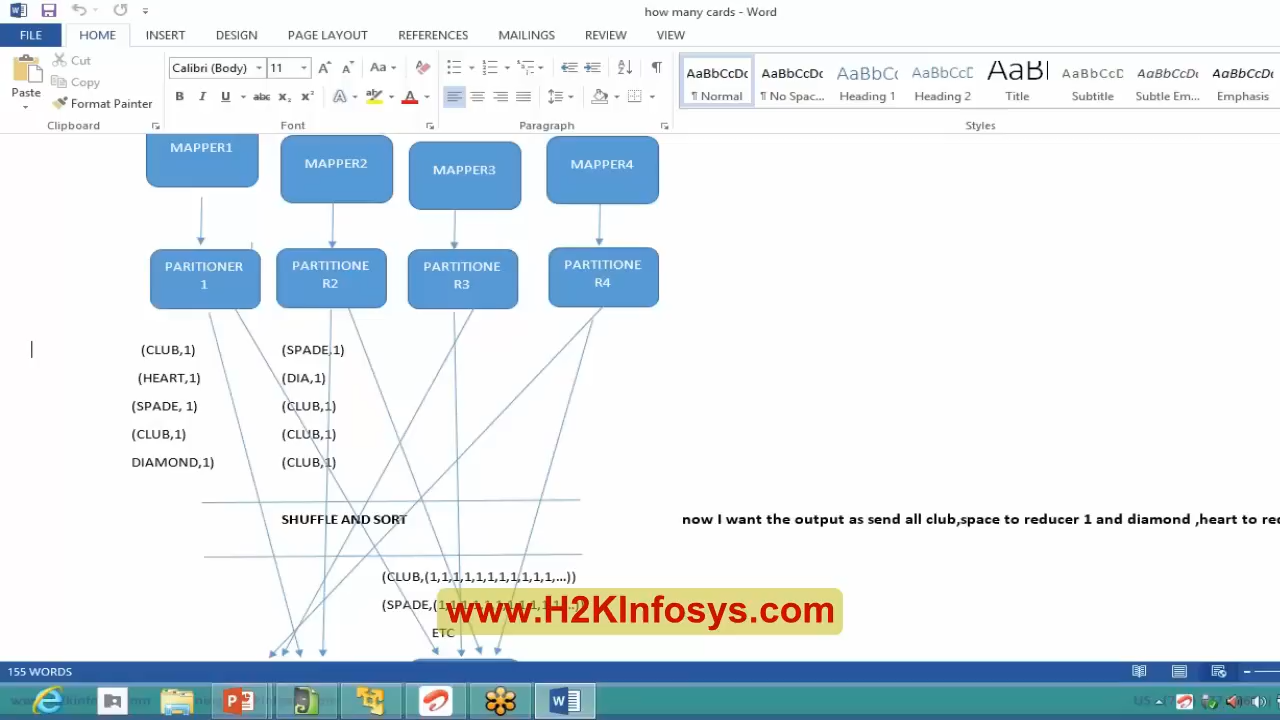 how many cards - Word
FILE HOME INSERT DESIGN PAGE LAYOUT REFERENCES MAILINGS REVIEW VIEW
Cut
Copy
Paste
Format Painter
Calibri (Body) 11
AaBbCcDc AaBbCcDc AaBbCc AaBbCcC AaBl AaBbCcC AaBbCcDc AaBbCcDc
¶ Normal ¶ No Spac... Heading 1 Heading 2 Title Subtitle Subtle Em... Emphasis
Clipboard Font Paragraph Styles
MAPPER1 MAPPER2 MAPPER3 MAPPER4
PARITIONER
1
PARTITIONE
R2
PARTITIONE
R3
PARTITIONE
R4
(CLUB,1) (SPADE,1)
(HEART,1) (DIA,1)
(SPADE, 1) (CLUB,1)
(CLUB,1) (CLUB,1)
DIAMOND,1) (CLUB,1)
SHUFFLE AND SORT now I want the output as send all club,space to reducer 1 and diamond ,heart to re
(CLUB,(1,1,1,1,1,1,1,1,1,1,1,...))
(SPADE,(
www.H2KInfosys.com
ETC
155 WORDS